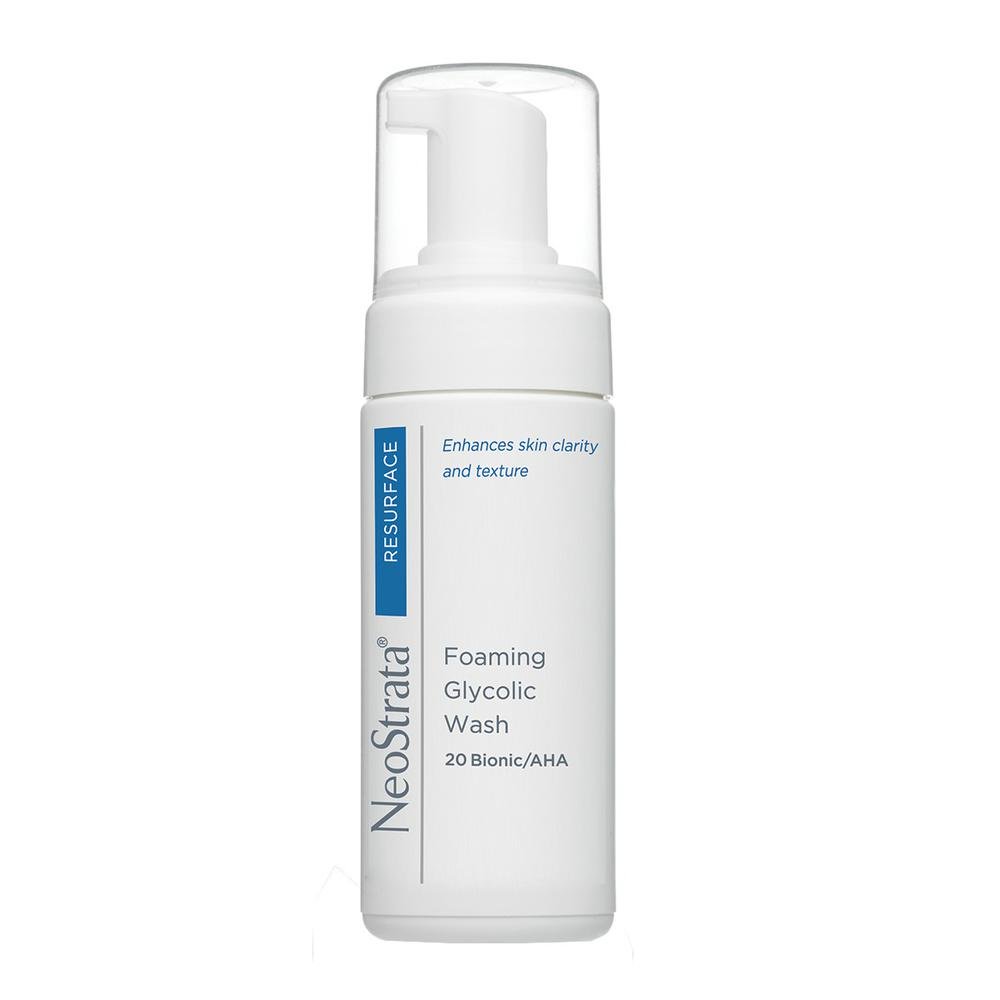 Enhances skin clarity
and texture
RESURFACE
NeoStrata®
Foaming
Glycolic
Wash
20 Bionic/AHA